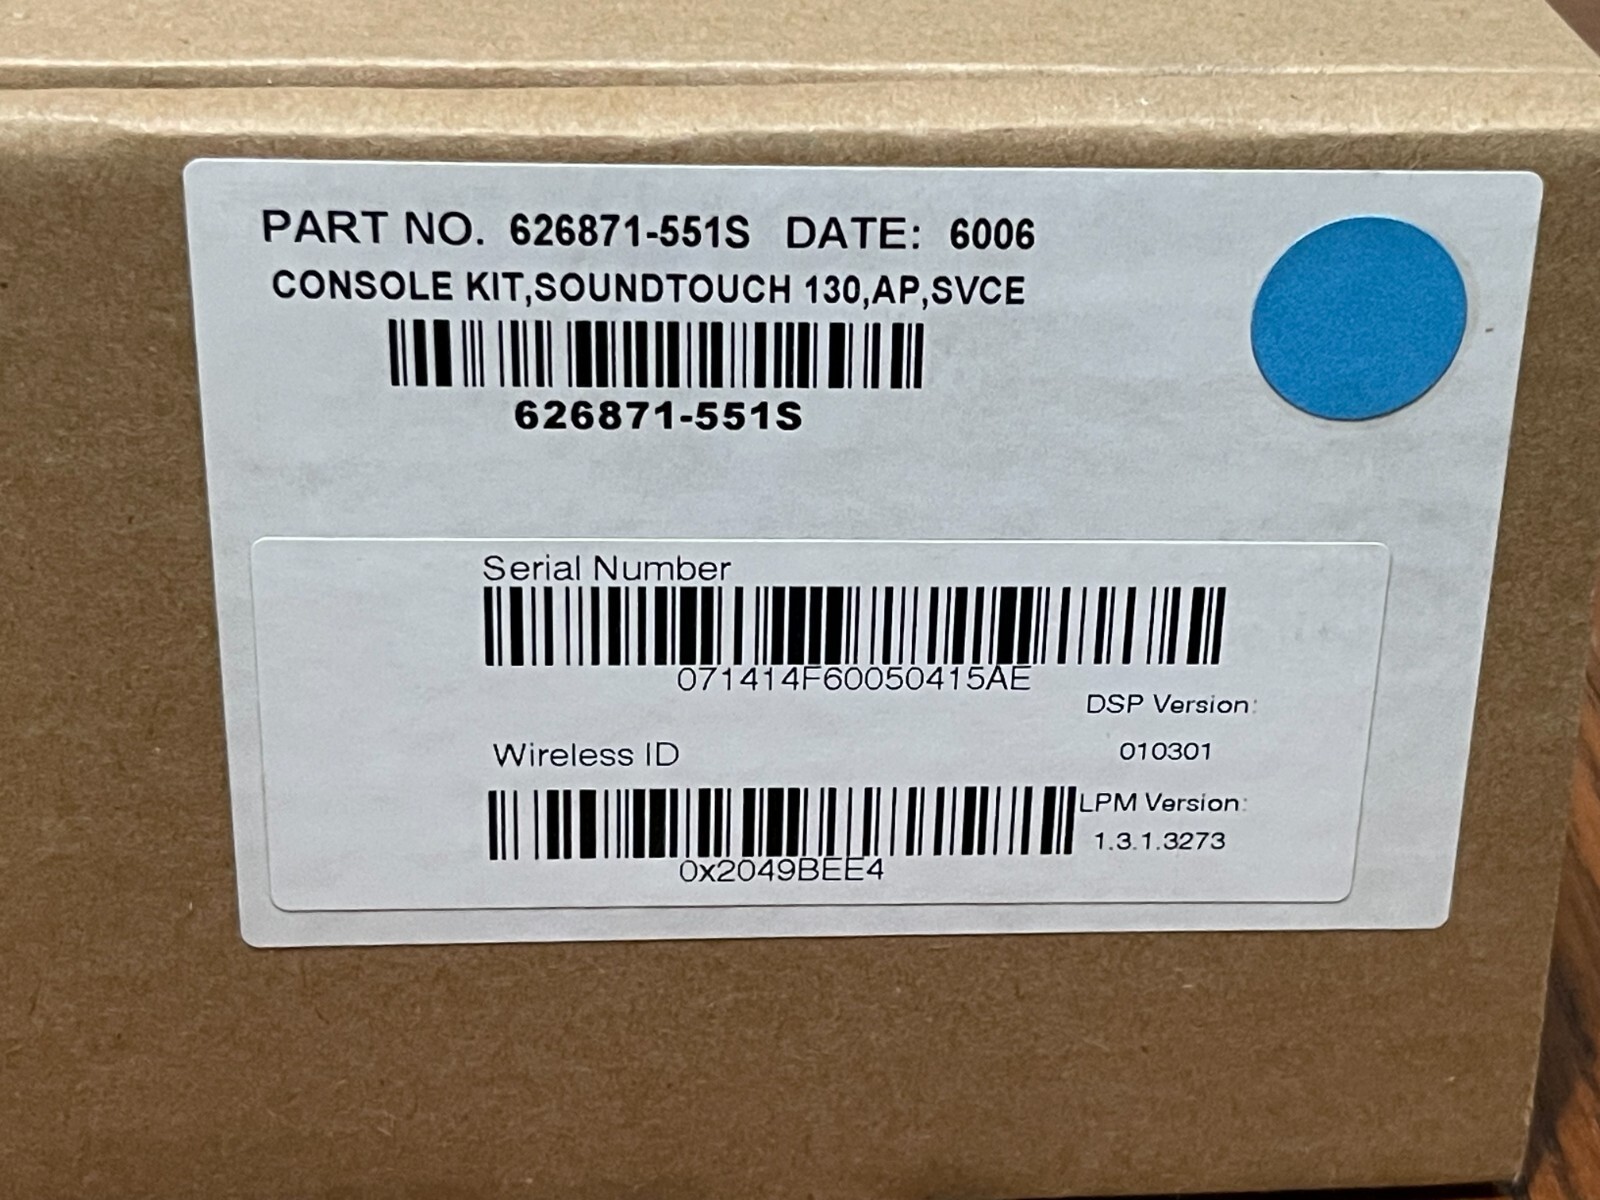 PART NO. 626871-551S DATE: 6006
CONSOLE KIT,SOUNDTOUCH 130,AP,SVCE
626871-551S
Serial Number
071414F60050415AE
DSP Version:
010301
Wireless ID
LPM Version:
1.3.1.3273
0x2049BEE4